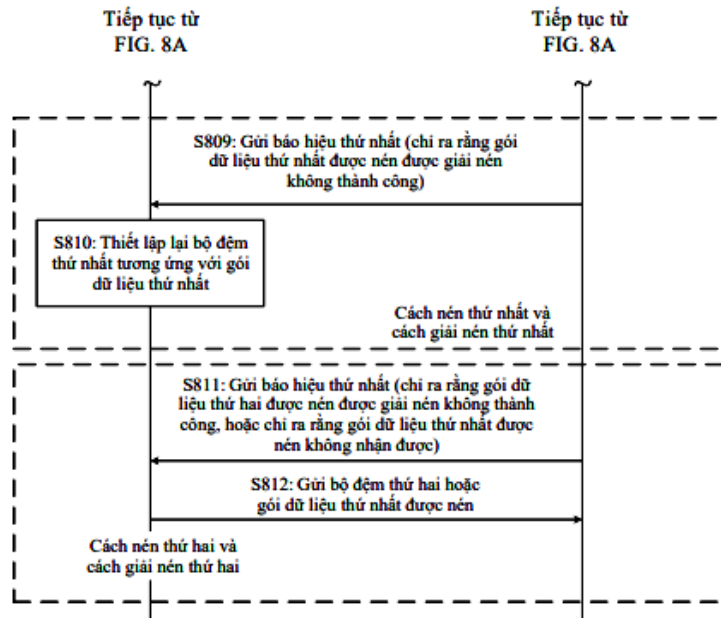 Tiếp tục từ
FIG. 8A
Tiếp tục từ
FIG. 8A
S809: Gửi báo hiệu thứ nhất (chỉ ra rằng gói
dữ liệu thứ nhất được nén được giải nén
không thành công)
S810: Thiết lập lại bộ đệm
thứ nhất tương ứng với gói
dữ liệu thứ nhất
Cách nén thứ nhất và
cách giải nén thứ nhất
S811: Gửi báo hiệu thứ nhất (chỉ ra rằng gói dữ
liệu thứ hai được nén được giải nén không thành
công, hoặc chỉ ra rằng gói dữ liệu thứ nhất được
nén không nhận được)
S812: Gửi bộ đệm thứ hai hoặc
gói dữ liệu thứ nhất được nén
Cách nén thứ hai và
cách giải nén thứ hai